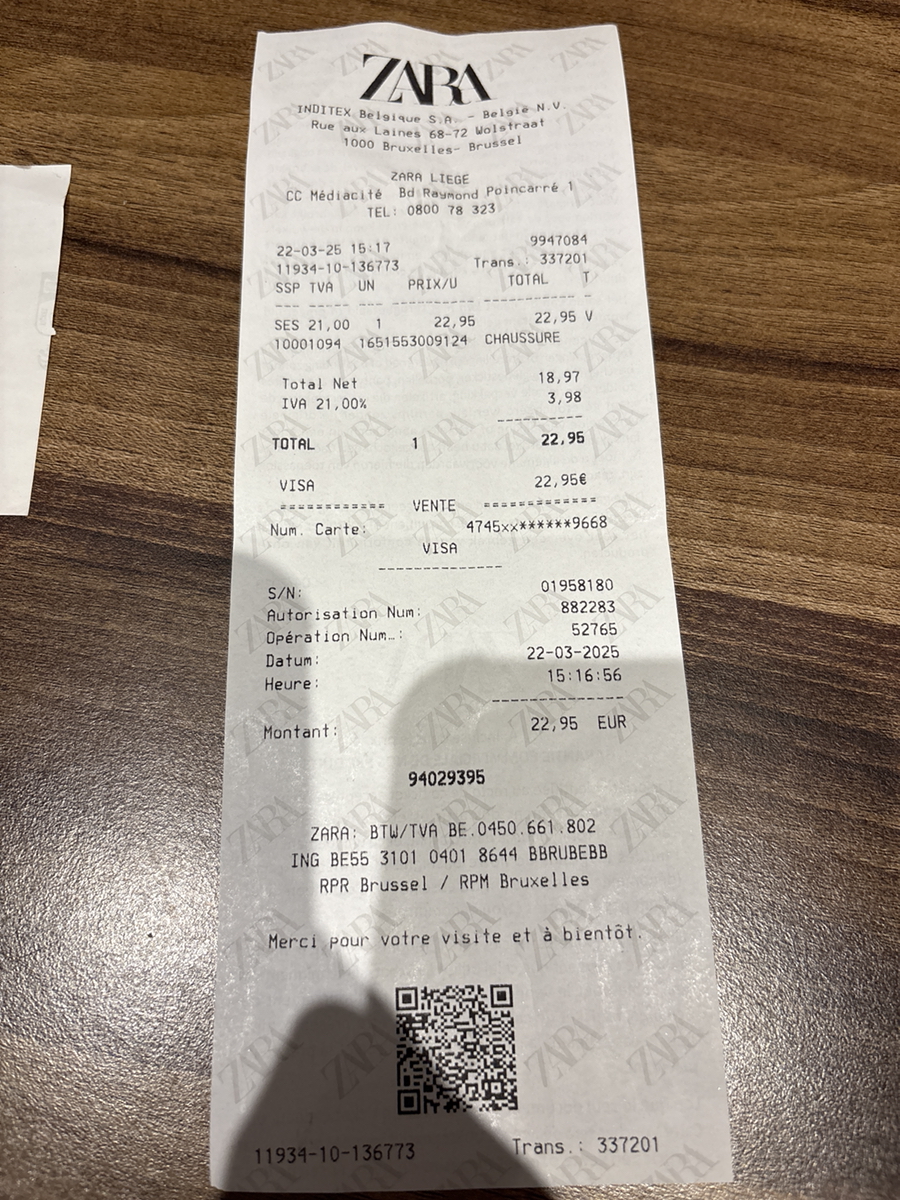 ZARA
INDITEX Belgique S.A. - Belgie N.V.
Rue aux Laines 68-72 Wolstraat
1000 Bruxelles- Brussel
ZARA LIEGE
CC Médiacité Bd Raymond Poincarré 1
TEL: 0800 78 323
22-03-25 15:17 9947084
11934-10-136773 Trans.: 337201
SSP TVA UN PRIX/U TOTAL T
--- --- --- ---------- ----------- -
SES 21,00 1 22,95 22,95 V
10001094 1651553009124 CHAUSSURE
Total Net 18,97
IVA 21,00% 3,98
----------
TOTAL 1 22,95
VISA 22,95€
============ VENTE =============
Num. Carte: 4745xx******9668
VISA
--------------
S/N: 01958180
Autorisation Num: 882283
Opération Num…: 52765
Datum: 22-03-2025
Heure: 15:16:56
---------------
Montant: 22,95 EUR
94029395
ZARA: BTW/TVA BE.0450.661.802
ING BE55 3101 0401 8644 BBRUBEBB
RPR Brussel / RPM Bruxelles
Merci pour votre visite et à bientôt.
11934-10-136773 Trans.: 337201